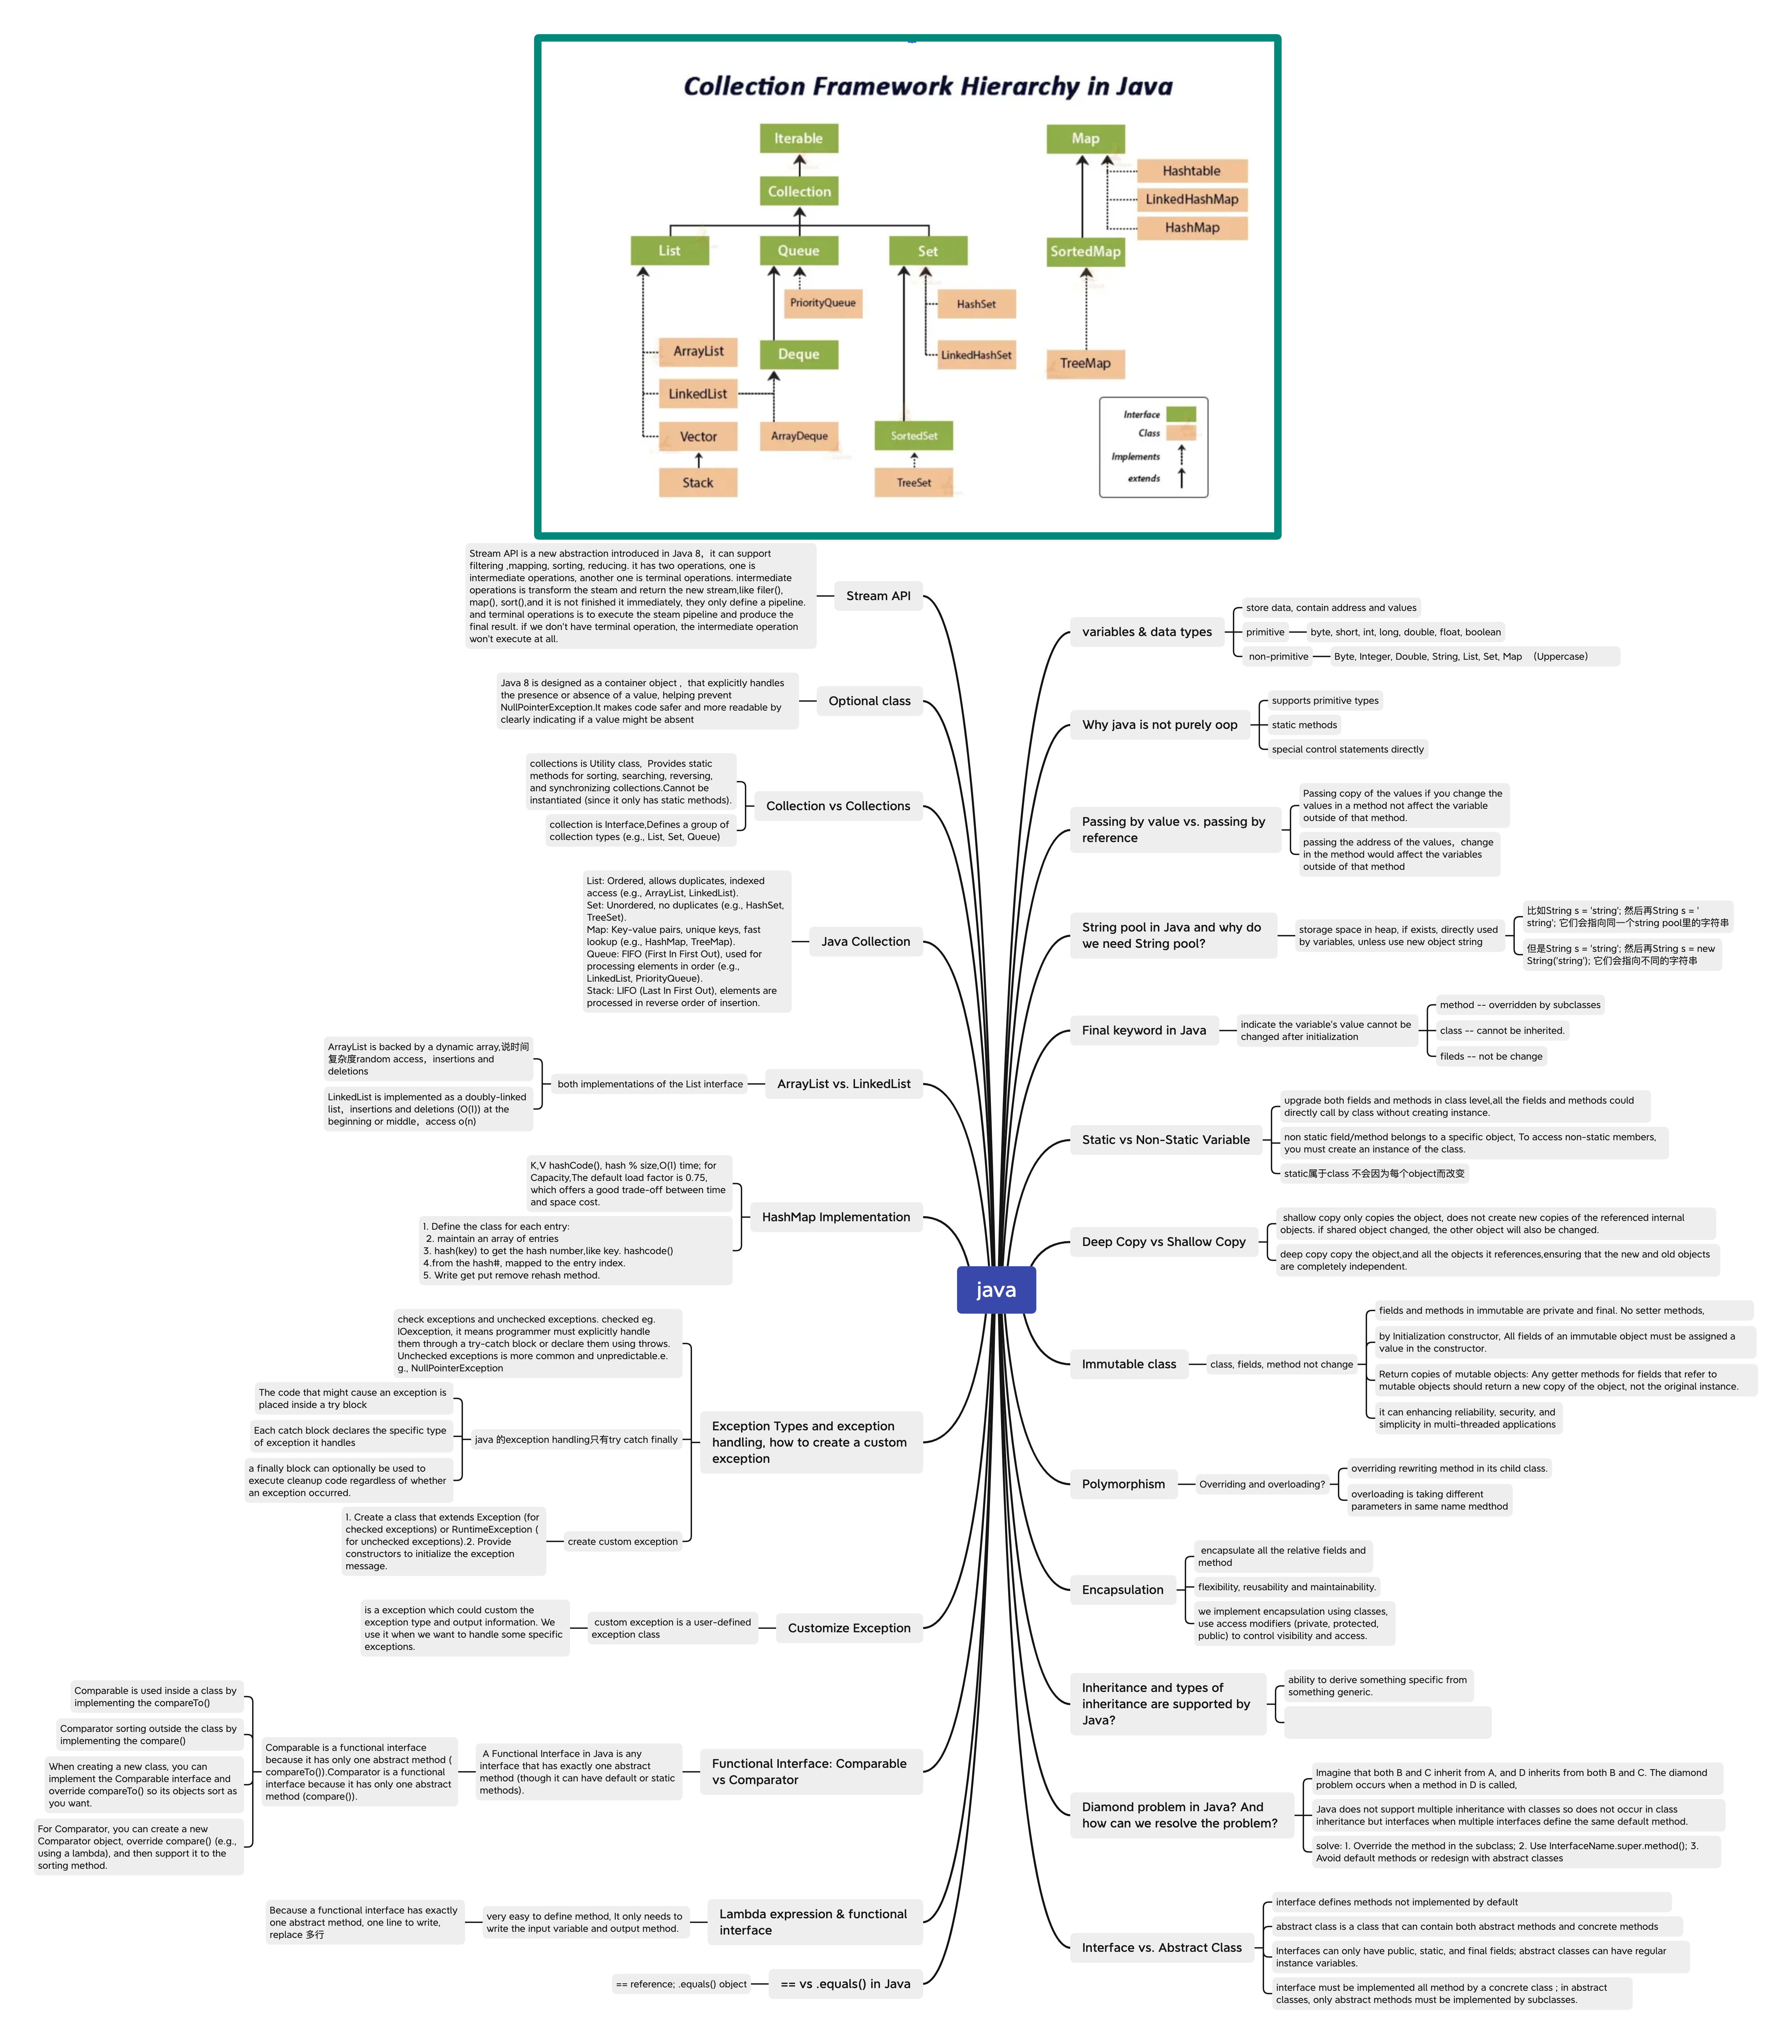 Collection Framework Hierarchy in Java
Iterable
Collection
List
Queue
Set
PriorityQueue
HashSet
ArrayList
Deque
LinkedHashSet
LinkedList
Vector
ArrayDeque
SortedSet
Stack
TreeSet
Map
Hashtable
LinkedHashMap
HashMap
SortedMap
TreeMap
Interface
Class
Implements
extends
java
Stream API
Stream API is a new abstraction introduced in Java 8，it can support
filtering ,mapping, sorting, reducing. it has two operations, one is
intermediate operations, another one is terminal operations. intermediate
operations is transform the steam and return the new stream,like filer(),
map(), sort(),and it is not finished it immediately, they only define a pipeline.
and terminal operations is to execute the steam pipeline and produce the
final result. if we don't have terminal operation, the intermediate operation
won't execute at all.
Optional class
Java 8 is designed as a container object ，that explicitly handles
the presence or absence of a value, helping prevent
NullPointerException.It makes code safer and more readable by
clearly indicating if a value might be absent
Collection vs Collections
collections is Utility class，Provides static
methods for sorting, searching, reversing,
and synchronizing collections.Cannot be
instantiated (since it only has static methods).
collection is Interface,Defines a group of
collection types (e.g., List, Set, Queue)
Java Collection
List: Ordered, allows duplicates, indexed
access (e.g., ArrayList, LinkedList).
Set: Unordered, no duplicates (e.g., HashSet,
TreeSet).
Map: Key-value pairs, unique keys, fast
lookup (e.g., HashMap, TreeMap).
Queue: FIFO (First In First Out), used for
processing elements in order (e.g.,
LinkedList, PriorityQueue).
Stack: LIFO (Last In First Out), elements are
processed in reverse order of insertion.
ArrayList vs. LinkedList
both implementations of the List interface
ArrayList is backed by a dynamic array,说时间
复杂度random access，insertions and
deletions
LinkedList is implemented as a doubly-linked
list，insertions and deletions (O(1)) at the
beginning or middle，access o(n)
HashMap Implementation
K,V hashCode(), hash % size,O(1) time; for
Capacity,The default load factor is 0.75,
which offers a good trade-off between time
and space cost.
1. Define the class for each entry:
2. maintain an array of entries
3. hash(key) to get the hash number,like key. hashcode()
4.from the hash#, mapped to the entry index.
5. Write get put remove rehash method.
Exception Types and exception
handling, how to create a custom
exception
check exceptions and unchecked exceptions. checked eg.
IOexception, it means programmer must explicitly handle
them through a try-catch block or declare them using throws.
Unchecked exceptions is more common and unpredictable.e.
g., NullPointerException
java 的exception handling只有try catch finally
The code that might cause an exception is
placed inside a try block
Each catch block declares the specific type
of exception it handles
a finally block can optionally be used to
execute cleanup code regardless of whether
an exception occurred.
create custom exception
1. Create a class that extends Exception (for
checked exceptions) or RuntimeException (
for unchecked exceptions).2. Provide
constructors to initialize the exception
message.
Customize Exception
custom exception is a user-defined
exception class
is a exception which could custom the
exception type and output information. We
use it when we want to handle some specific
exceptions.
Functional Interface: Comparable
vs Comparator
A Functional Interface in Java is any
interface that has exactly one abstract
method (though it can have default or static
methods).
Comparable is a functional interface
because it has only one abstract method (
compareTo()).Comparator is a functional
interface because it has only one abstract
method (compare()).
Comparable is used inside a class by
implementing the compareTo()
Comparator sorting outside the class by
implementing the compare()
When creating a new class, you can
implement the Comparable interface and
override compareTo() so its objects sort as
you want.
For Comparator, you can create a new
Comparator object, override compare() (e.g.,
using a lambda), and then support it to the
sorting method.
Lambda expression & functional
interface
very easy to define method, It only needs to
write the input variable and output method.
Because a functional interface has exactly
one abstract method, one line to write,
replace 多行
== vs .equals() in Java
== reference; .equals() object
variables & data types
store data, contain address and values
primitive
byte, short, int, long, double, float, boolean
non-primitive
Byte, Integer, Double, String, List, Set, Map （Uppercase）
Why java is not purely oop
supports primitive types
static methods
special control statements directly
Passing by value vs. passing by
reference
Passing copy of the values if you change the
values in a method not affect the variable
outside of that method.
passing the address of the values，change
in the method would affect the variables
outside of that method
String pool in Java and why do
we need String pool?
storage space in heap, if exists, directly used
by variables, unless use new object string
比如String s = 'string'; 然后再String s = '
string'; 它们会指向同一个string pool里的字符串
但是String s = 'string'; 然后再String s = new
String('string'); 它们会指向不同的字符串
Final keyword in Java
indicate the variable's value cannot be
changed after initialization
method -- overridden by subclasses
class -- cannot be inherited.
fileds -- not be change
Static vs Non-Static Variable
upgrade both fields and methods in class level,all the fields and methods could
directly call by class without creating instance.
non static field/method belongs to a specific object, To access non-static members,
you must create an instance of the class.
static属于class 不会因为每个object而改变
Deep Copy vs Shallow Copy
shallow copy only copies the object, does not create new copies of the referenced internal
objects. if shared object changed, the other object will also be changed.
deep copy copy the object,and all the objects it references,ensuring that the new and old objects
are completely independent.
Immutable class
class, fields, method not change
fields and methods in immutable are private and final. No setter methods,
by Initialization constructor, All fields of an immutable object must be assigned a
value in the constructor.
Return copies of mutable objects: Any getter methods for fields that refer to
mutable objects should return a new copy of the object, not the original instance.
it can enhancing reliability, security, and
simplicity in multi-threaded applications
Polymorphism
Overriding and overloading?
overriding rewriting method in its child class.
overloading is taking different
parameters in same name medthod
Encapsulation
encapsulate all the relative fields and
method
flexibility, reusability and maintainability.
we implement encapsulation using classes,
use access modifiers (private, protected,
public) to control visibility and access.
Inheritance and types of
inheritance are supported by
Java?
ability to derive something specific from
something generic.
Diamond problem in Java? And
how can we resolve the problem?
Imagine that both B and C inherit from A, and D inherits from both B and C. The diamond
problem occurs when a method in D is called,
Java does not support multiple inheritance with classes so does not occur in class
inheritance but interfaces when multiple interfaces define the same default method.
solve: 1. Override the method in the subclass; 2. Use InterfaceName.super.method(); 3.
Avoid default methods or redesign with abstract classes
Interface vs. Abstract Class
interface defines methods not implemented by default
abstract class is a class that can contain both abstract methods and concrete methods
Interfaces can only have public, static, and final fields; abstract classes can have regular
instance variables.
interface must be implemented all method by a concrete class ; in abstract
classes, only abstract methods must be implemented by subclasses.